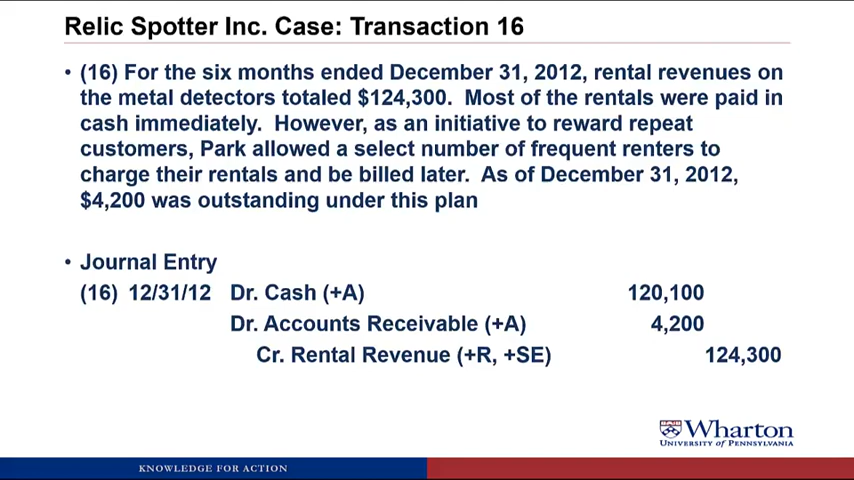 Relic Spotter Inc. Case: Transaction 16
• (16) For the six months ended December 31, 2012, rental revenues on
the metal detectors totaled $124,300. Most of the rentals were paid in
cash immediately. However, as an initiative to reward repeat
customers, Park allowed a select number of frequent renters to
charge their rentals and be billed later. As of December 31, 2012,
$4,200 was outstanding under this plan
• Journal Entry
(16) 12/31/12 Dr. Cash (+A) 120,100
Dr. Accounts Receivable (+A) 4,200
Cr. Rental Revenue (+R, +SE) 124,300
Wharton
UNIVERSITY OF PENNSYLVANIA
KNOWLEDGE FOR ACTION